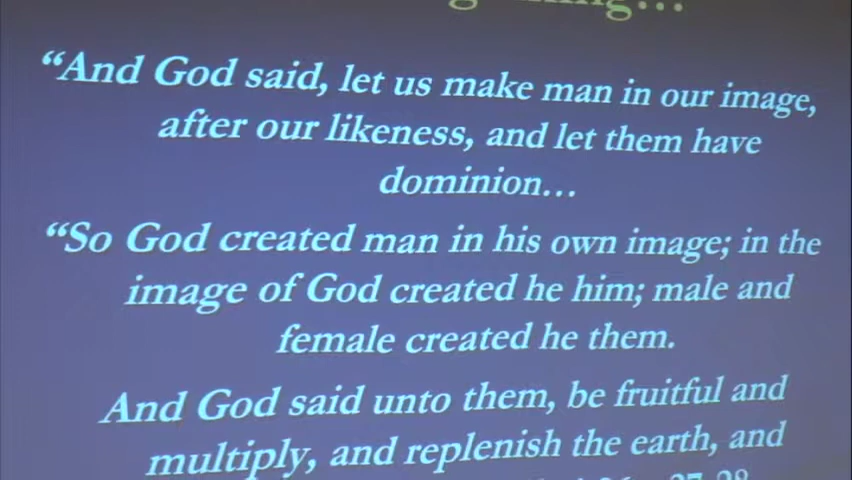 “And God said, let us make man in our image,
after our likeness, and let them have
dominion…
“So God created man in his own image; in the
image of God created he him; male and
female created he them.
And God said unto them, be fruitful and
multiply, and replenish the earth, and